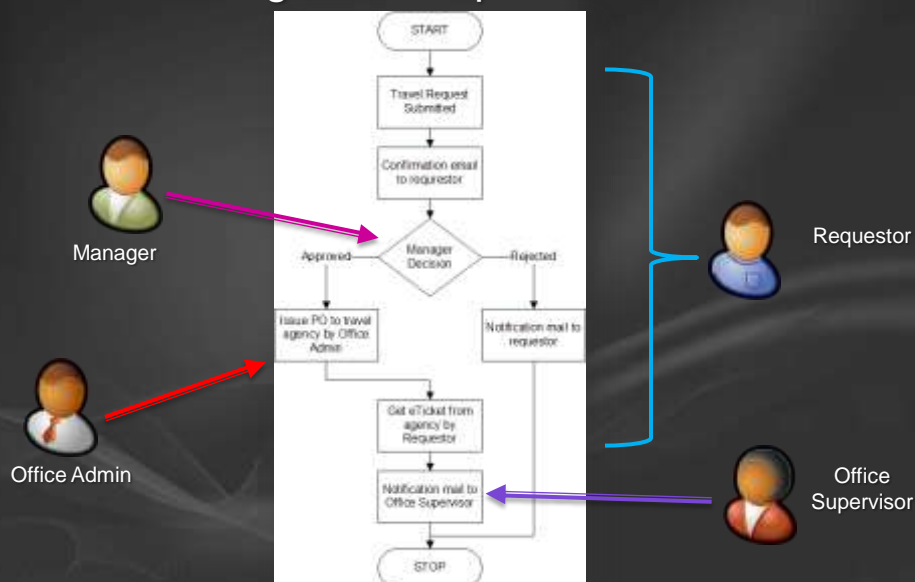 START
Travel Request
Submitted
Confirmation email
to requrestor
Manager
Decision
Approved
Rejected
Issue PO to travel
agency by Office
Admin
Notification mail to
requestor
Get eTicket from
agency by
Requestor
Notification mail to
Office Supervisor
STOP
Manager
Office Admin
Requestor
Office
Supervisor